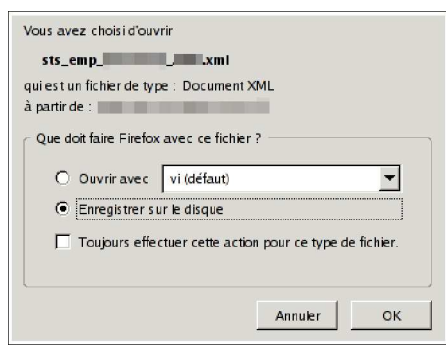 Vous avez choisi d'ouvrir
sts_emp_ _ .xml
qui est un fichier de type : Document XML
à partir de :
Que doit faire Firefox avec ce fichier ?
Ouvrir avec vi (défaut)
Enregistrer sur le disque
Toujours effectuer cette action pour ce type de fichier.
Annuler OK